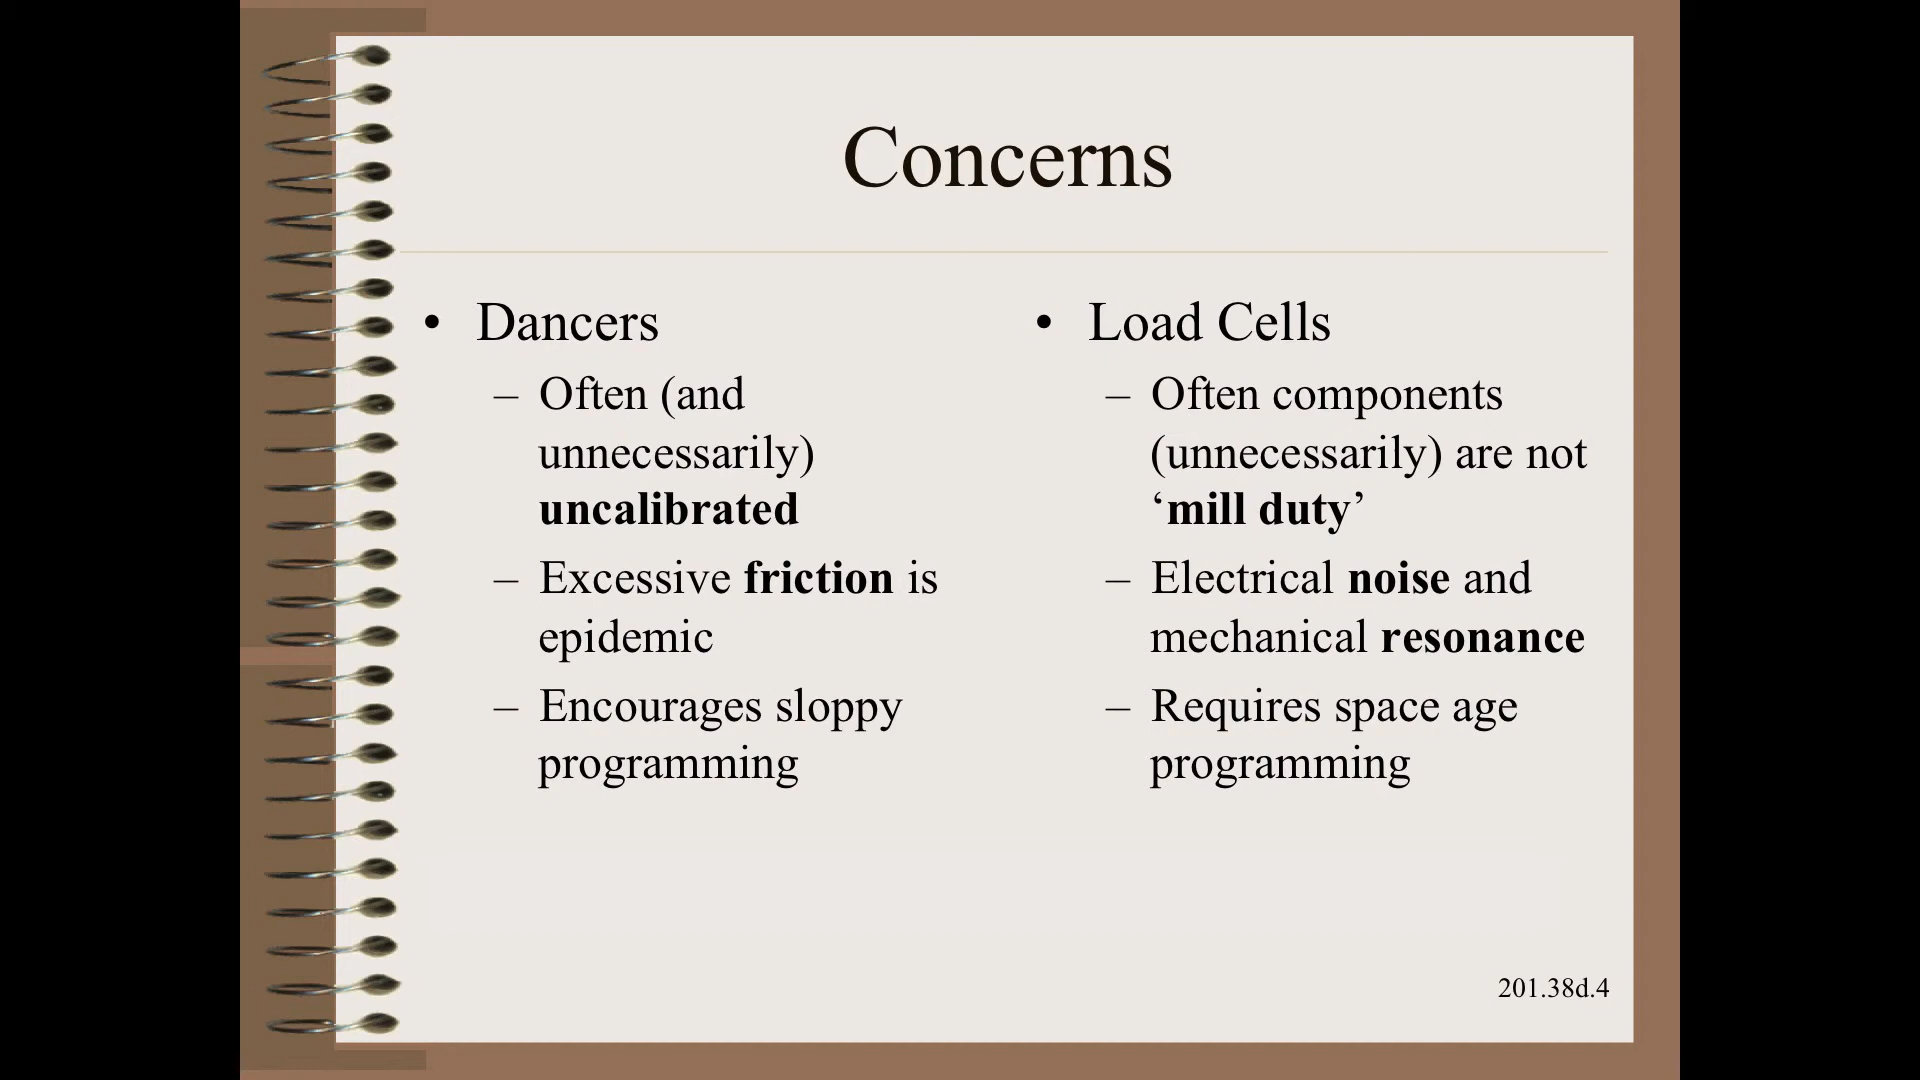 Concerns
• Dancers
– Often (and
unnecessarily)
uncalibrated
– Excessive friction is
epidemic
– Encourages sloppy
programming
• Load Cells
– Often components
(unnecessarily) are not
‘mill duty’
– Electrical noise and
mechanical resonance
– Requires space age
programming
201.38d.4